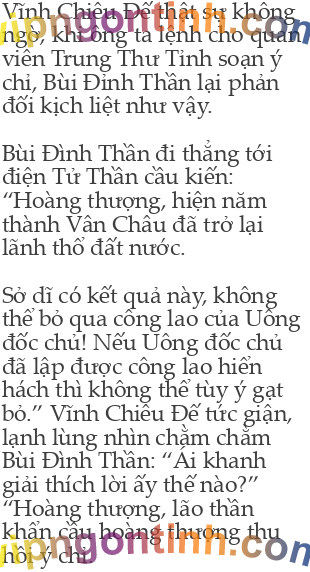 Vĩnh Chiêu Đế thật sự không
ngờ, khi ông ta lệnh cho quan
viên Trung Thư Tỉnh soạn ý
chỉ, Bùi Đình Thần lại phản
đối kịch liệt như vậy.
Bùi Đình Thần đi thẳng tới
điện Tử Thần cầu kiến:
“Hoàng thượng, hiện năm
thành Vân Châu đã trở lại
lãnh thổ đất nước.
Sở dĩ có kết quả này, không
thể bỏ qua công lao của Uông
đốc chủ! Nếu Uông đốc chủ
đã lập được công lao hiển
hách thì không thể tùy ý gạt
bỏ.” Vĩnh Chiêu Đế tức giận,
lạnh lùng nhìn chằm chằm
Bùi Đình Thần: “Ái khanh
giải thích lời ấy thế nào?”
“Hoàng thượng, lão thần
khẩn cầu hoàng thượng thu
hồi ý chỉ
vipngontinh.com
vipngontinh.com